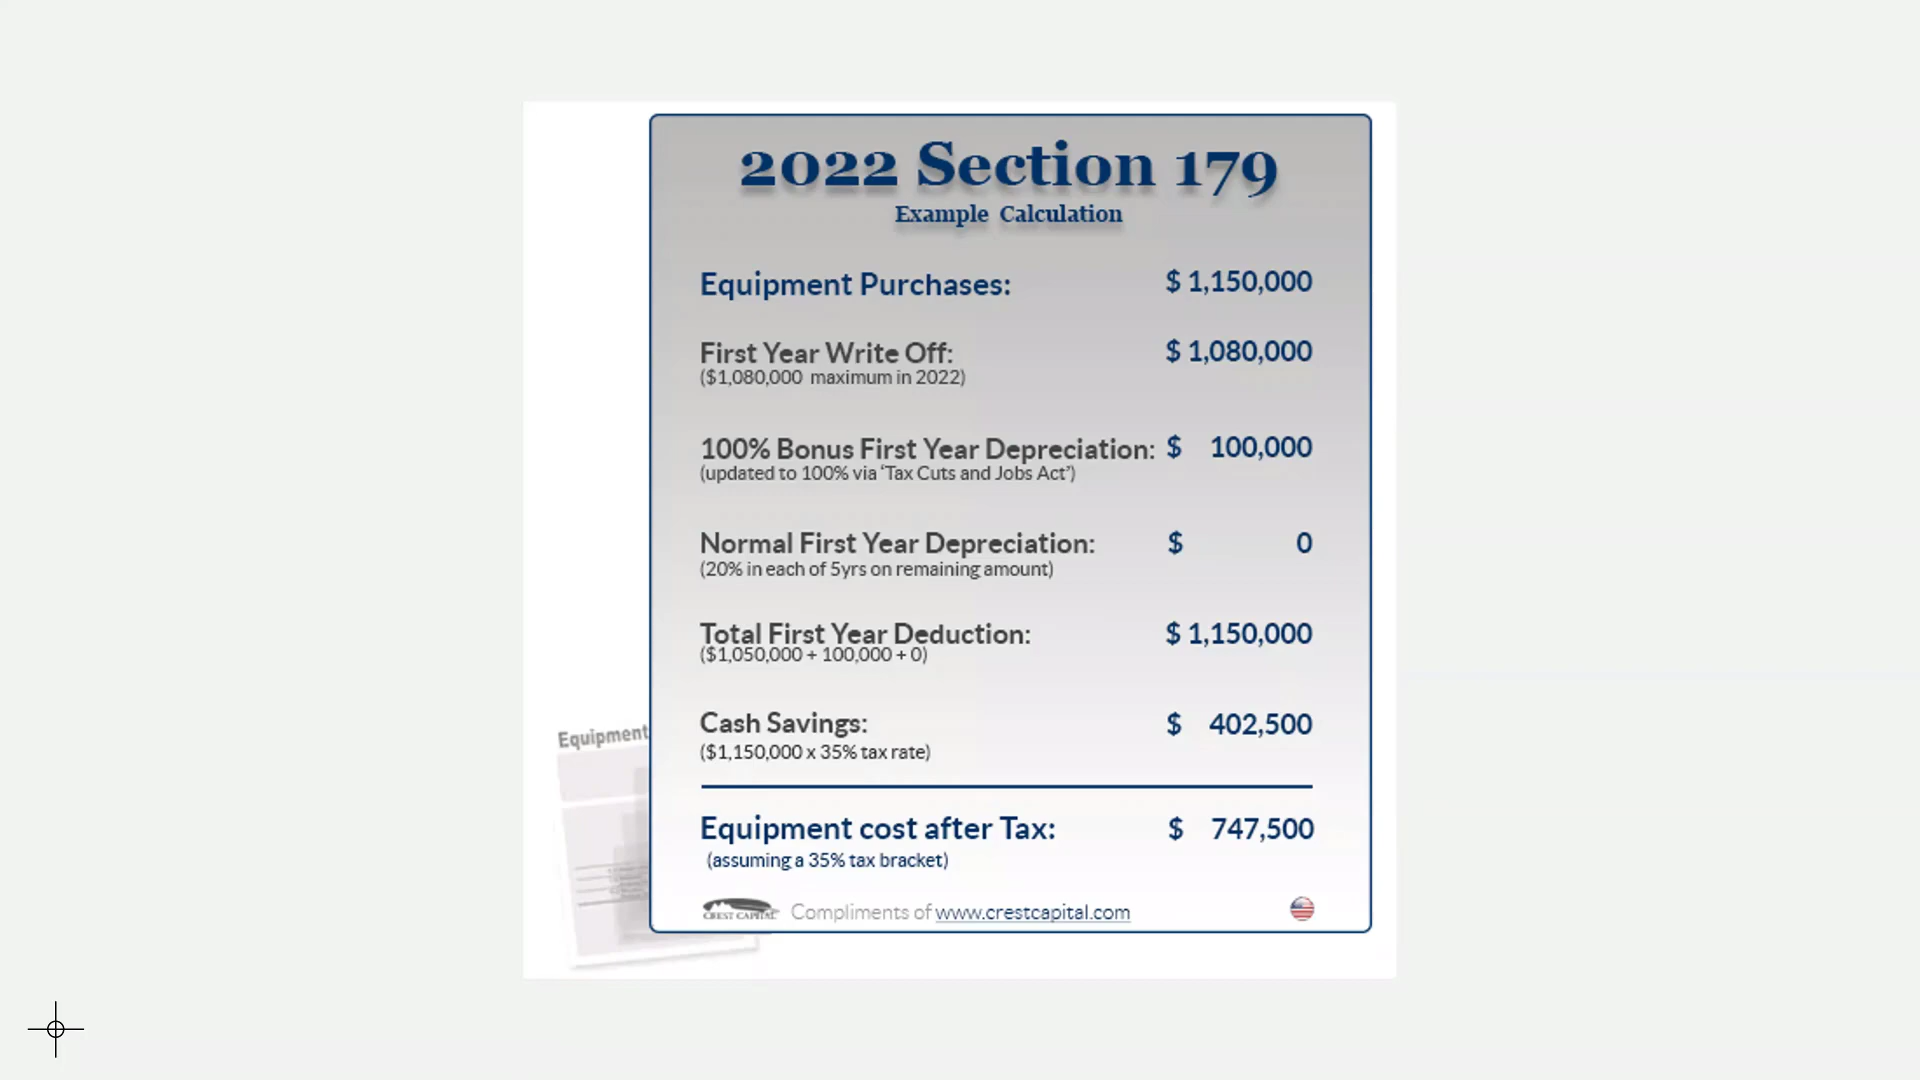 2022 Section 179
Example Calculation
Equipment Purchases: $ 1,150,000
First Year Write Off: $ 1,080,000
($1,080,000 maximum in 2022)
100% Bonus First Year Depreciation: $ 100,000
(updated to 100% via ‘Tax Cuts and Jobs Act’)
Normal First Year Depreciation: $ 0
(20% in each of 5yrs on remaining amount)
Total First Year Deduction: $ 1,150,000
($1,050,000 + 100,000 + 0)
Cash Savings: $ 402,500
($1,150,000 x 35% tax rate)
Equipment
Equipment cost after Tax: $ 747,500
(assuming a 35% tax bracket)
CREST CAPITAL Compliments of www.crestcapital.com